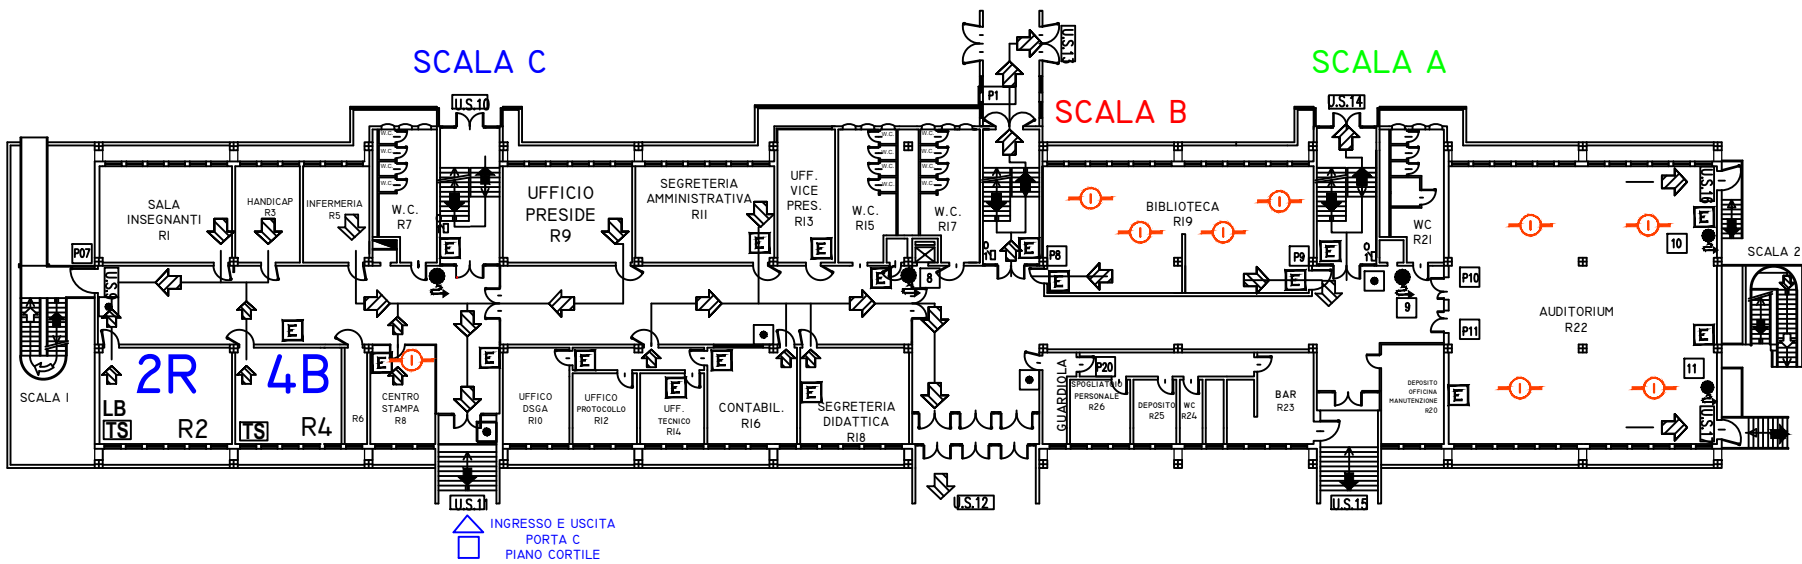 SCALA C
SCALA A
SCALA B
U.S.10
U.S.13
P1
U.S.14
W.C.
W.C.
W.C.
W.C.
W.C.
W.C.
W.C.
W.C.
W.C.
W.C.
W.C.
W.C.
SALA
INSEGNANTI
R1
HANDICAP
R3
INFERMERIA
R5
W.C.
R7
UFFICIO
PRESIDE
R9
SEGRETERIA
AMMINISTRATIVA
R11
UFF.
VICE
PRES.
R13
W.C.
R15
W.C.
R17
BIBLIOTECA
R19
WC
R21
U.S.16
10
SCALA 2
P07
U.S.9
E
E
E
E
E
E
E
E
E
8
P8
P9
9
P10
P11
AUDITORIUM
R22
E
E
E
E
E
E
E
E
E
2R
4B
LB
TS
R2
TS
R4
R6
CENTRO
STAMPA
R8
SCALA 1
UFFICIO
DSGA
R10
UFFICIO
PROTOCOLLO
R12
UFF.
TECNICO
R14
CONTABIL.
R16
SEGRETERIA
DIDATTICA
R18
GUARDIOLA
P20
SPOGLIATOIO
PERSONALE
R26
DEPOSITO
R25
WC
R24
BAR
R23
DEPOSITO
OFFICINA
MANUTENZIONE
R20
11
U.S.17
U.S.11
U.S.12
U.S.15
INGRESSO E USCITA
PORTA C
PIANO CORTILE